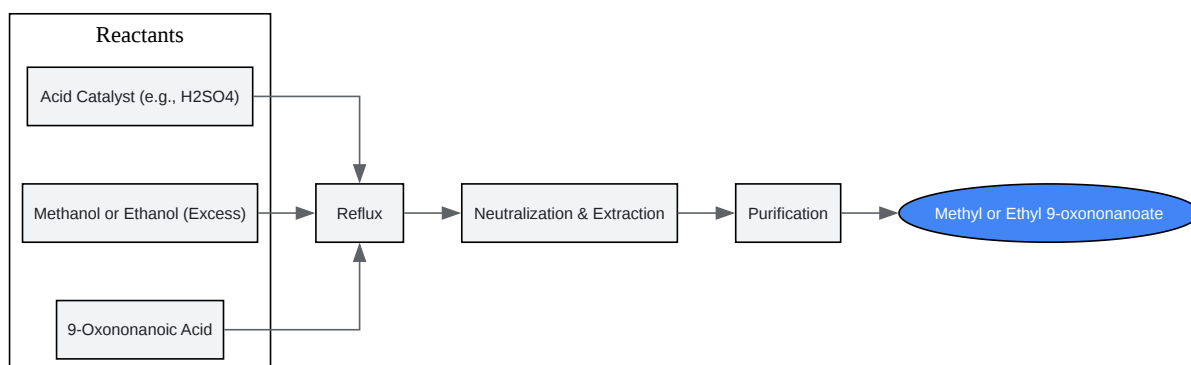 Reactants
Acid Catalyst (e.g., H2SO4)
Methanol or Ethanol (Excess)
Reflux
Neutralization & Extraction
Purification
Methyl or Ethyl 9-oxononanoate
9-Oxononanoic Acid